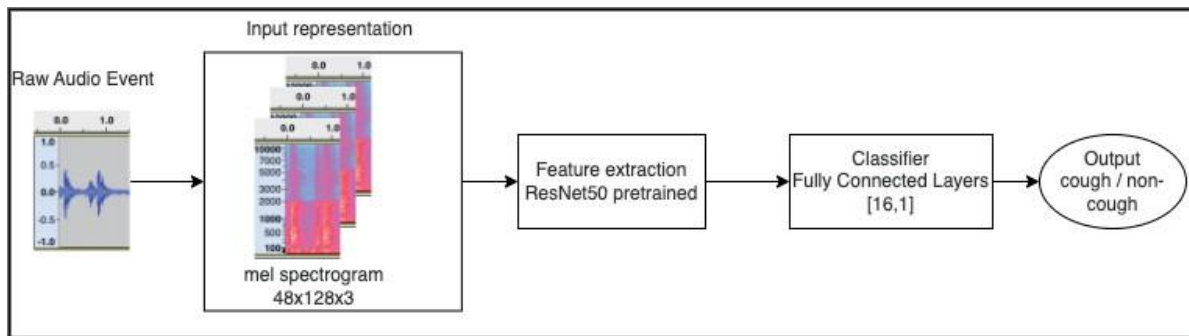 Input representation
Raw Audio Event
0.0 1.0
1.0
0.5
0.0
-0.5
-1.0
0.0 1.0
10000
0.0 1.0
0.0 1.0
10000
7000
5000
3000
2000
1000
500
100
mel spectrogram
48x128x3
Feature extraction
ResNet50 pretrained
Classifier
Fully Connected Layers
[16,1]
Output
cough / non-
cough